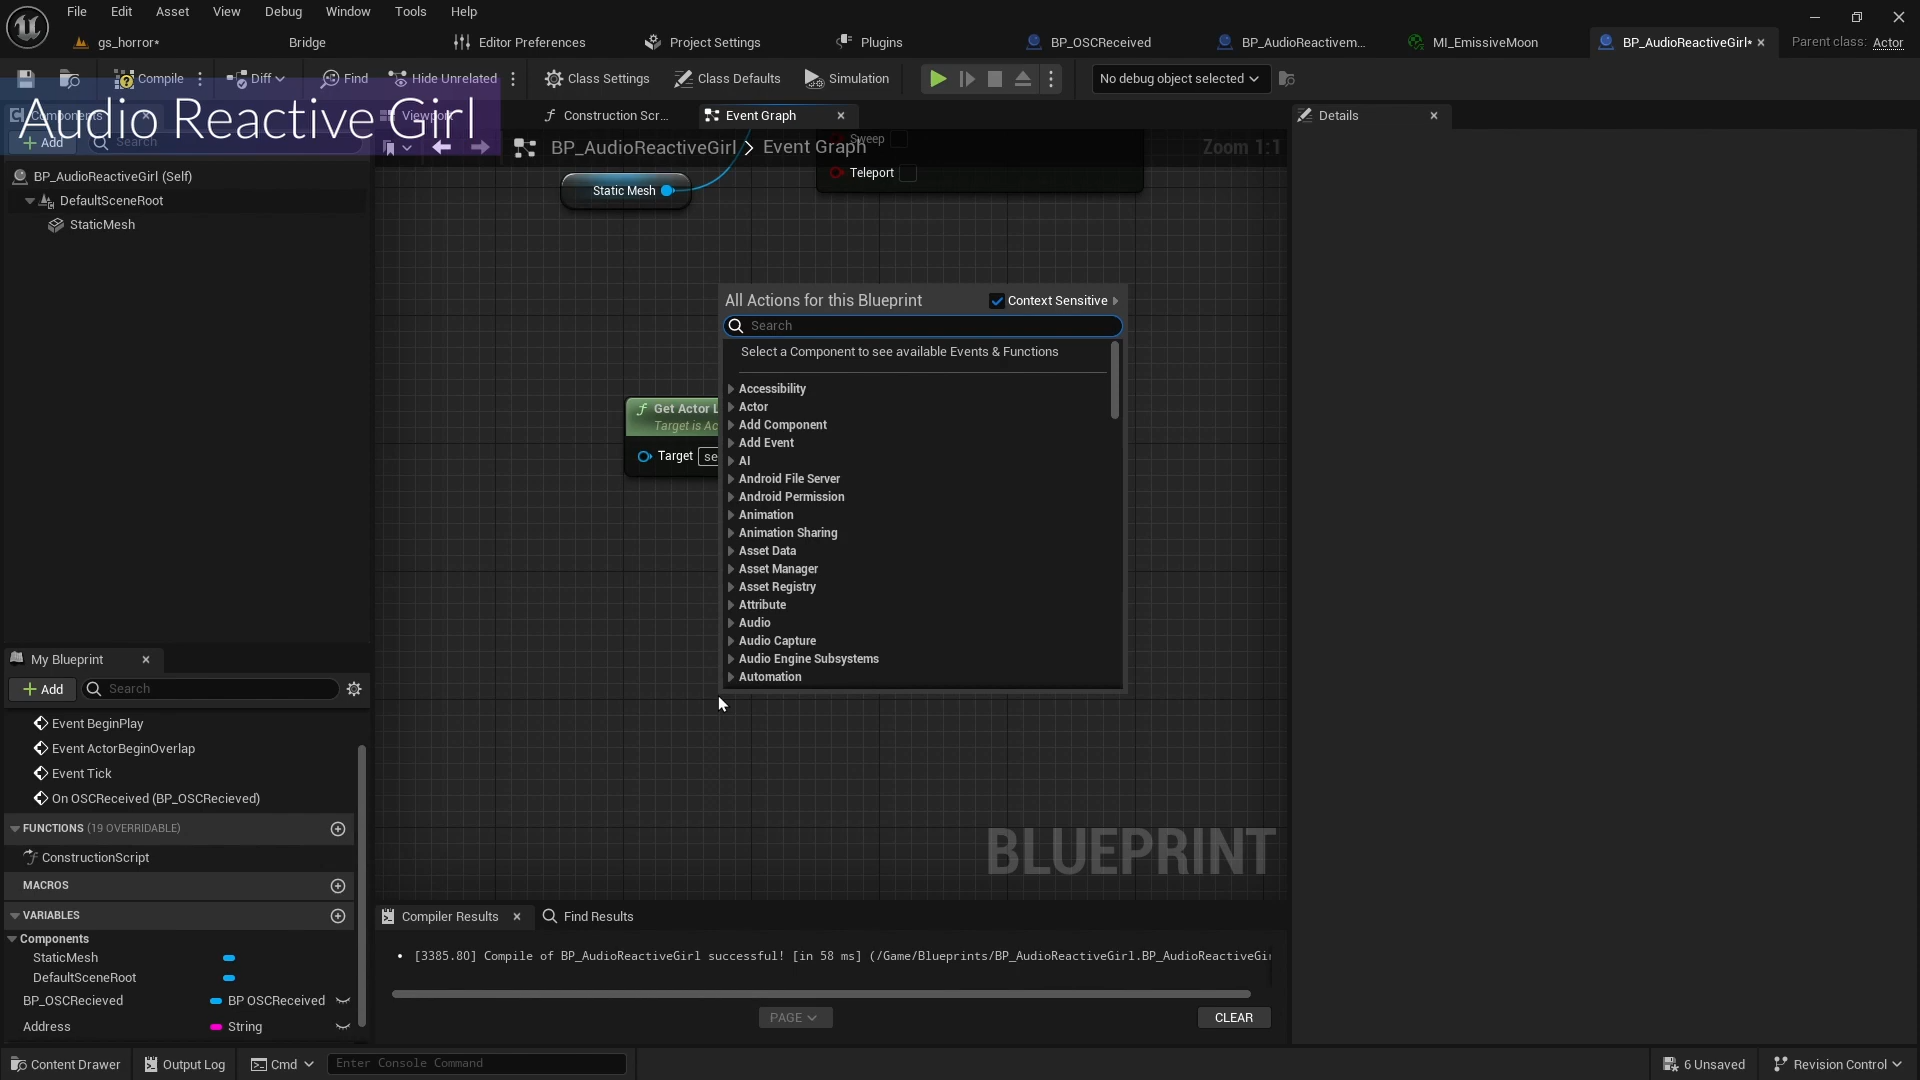 File Edit Asset View Debug Window Tools Help
gs_horror* Bridge Editor Preferences Project Settings Plugins BP_OSCReceived BP_AudioReactivem... MI_EmissiveMoon BP_AudioReactiveGirl* Parent class: Actor
Compile Diff Find Hide Unrelated Class Settings Class Defaults Simulation No debug object selected
Audio Reactive Girl
Components Viewport Construction Scr... Event Graph Details
Add Search BP_AudioReactiveGirl > Event Graph Zoom 1:1
Sweep
Teleport
Static Mesh
BP_AudioReactiveGirl (Self)
DefaultSceneRoot
StaticMesh
All Actions for this Blueprint Context Sensitive
Search
Select a Component to see available Events & Functions
Accessibility
Actor
Add Component
Add Event
AI
Android File Server
Android Permission
Animation
Animation Sharing
Asset Data
Asset Manager
Asset Registry
Attribute
Audio
Audio Capture
Audio Engine Subsystems
Automation
f Get Actor L
Target is Ac
Target se
BLUEPRINT
My Blueprint
Add Search
Event BeginPlay
Event ActorBeginOverlap
Event Tick
On OSCReceived (BP_OSCRecieved)
FUNCTIONS (19 OVERRIDABLE)
ConstructionScript
MACROS
VARIABLES
Components
StaticMesh
DefaultSceneRoot
BP_OSCRecieved BP OSCReceived
Address String
Compiler Results Find Results
[3385.80] Compile of BP_AudioReactiveGirl successful! [in 58 ms] (/Game/Blueprints/BP_AudioReactiveGirl.BP_AudioReactiveGir
PAGE CLEAR
Content Drawer Output Log Cmd Enter Console Command 6 Unsaved Revision Control